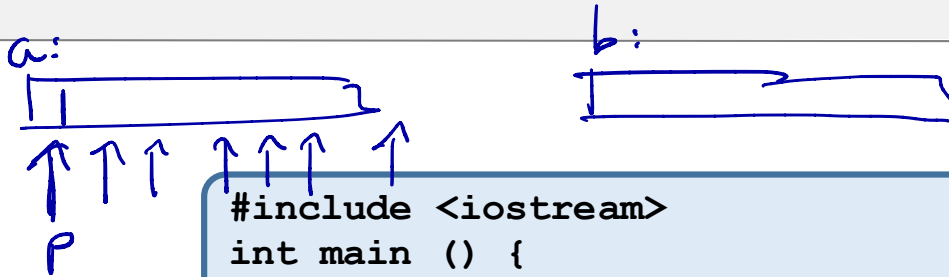 a: b:
p
#include <iostream>
int main () {